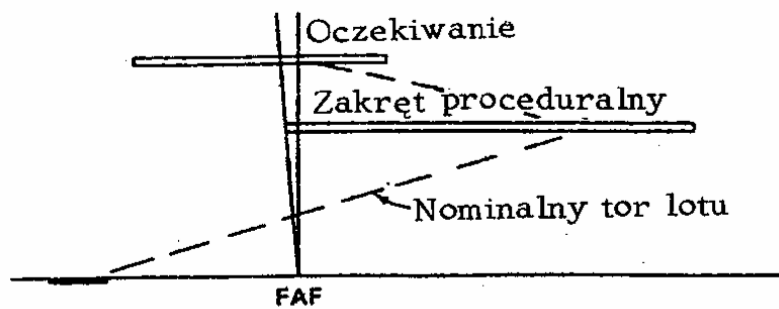 Oczekiwanie
Zakręt proceduralny
Nominalny tor lotu
FAF